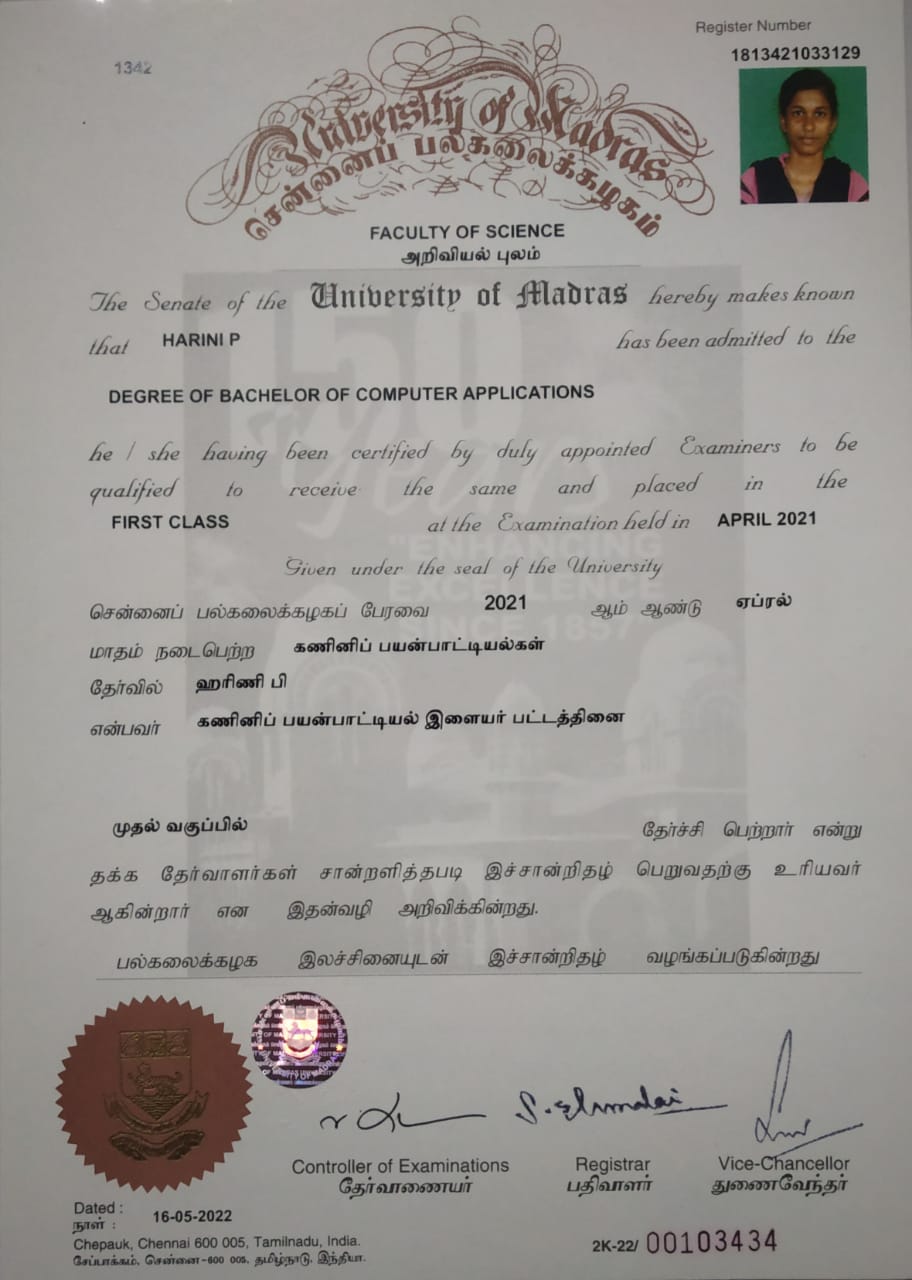 Register Number
1813421033129
1342
University of Madras
சென்னைப் பல்கலைக்கழகம்
FACULTY OF SCIENCE
அறிவியல் புலம்
The Senate of the University of Madras hereby makes known
that HARINI P has been admitted to the
DEGREE OF BACHELOR OF COMPUTER APPLICATIONS
he / she having been certified by duly appointed Examiners to be
qualified to receive the same and placed in the
FIRST CLASS at the Examination held in APRIL 2021
Given under the seal of the University
சென்னைப் பல்கலைக்கழகப் பேரவை 2021 ஆம் ஆண்டு ஏப்ரல்
மாதம் நடைபெற்ற கணினிப் பயன்பாட்டியல்கள்
தேர்வில் ஹரிணி பி
என்பவர் கணினிப் பயன்பாட்டியல் இளையர் பட்டத்தினை
முதல் வகுப்பில் தேர்ச்சி பெற்றார் என்று
தக்க தேர்வாளர்கள் சான்றளித்தபடி இச்சான்றிதழ் பெறுவதற்கு உரியவர்
ஆகின்றார் என இதன்வழி அறிவிக்கின்றது.
பல்கலைக்கழக இலச்சினையுடன் இச்சான்றிதழ் வழங்கப்படுகின்றது
150
Years
"ENHANCING
EXCELLENCE
SINCE 1857"
Controller of Examinations
தேர்வாணையர்
Registrar
பதிவாளர்
Vice-Chancellor
துணைவேந்தர்
Dated :
நாள் : 16-05-2022
Chepauk, Chennai 600 005, Tamilnadu, India.
சேப்பாக்கம், சென்னை-600 005, தமிழ்நாடு, இந்தியா.
2K-22/ 00103434